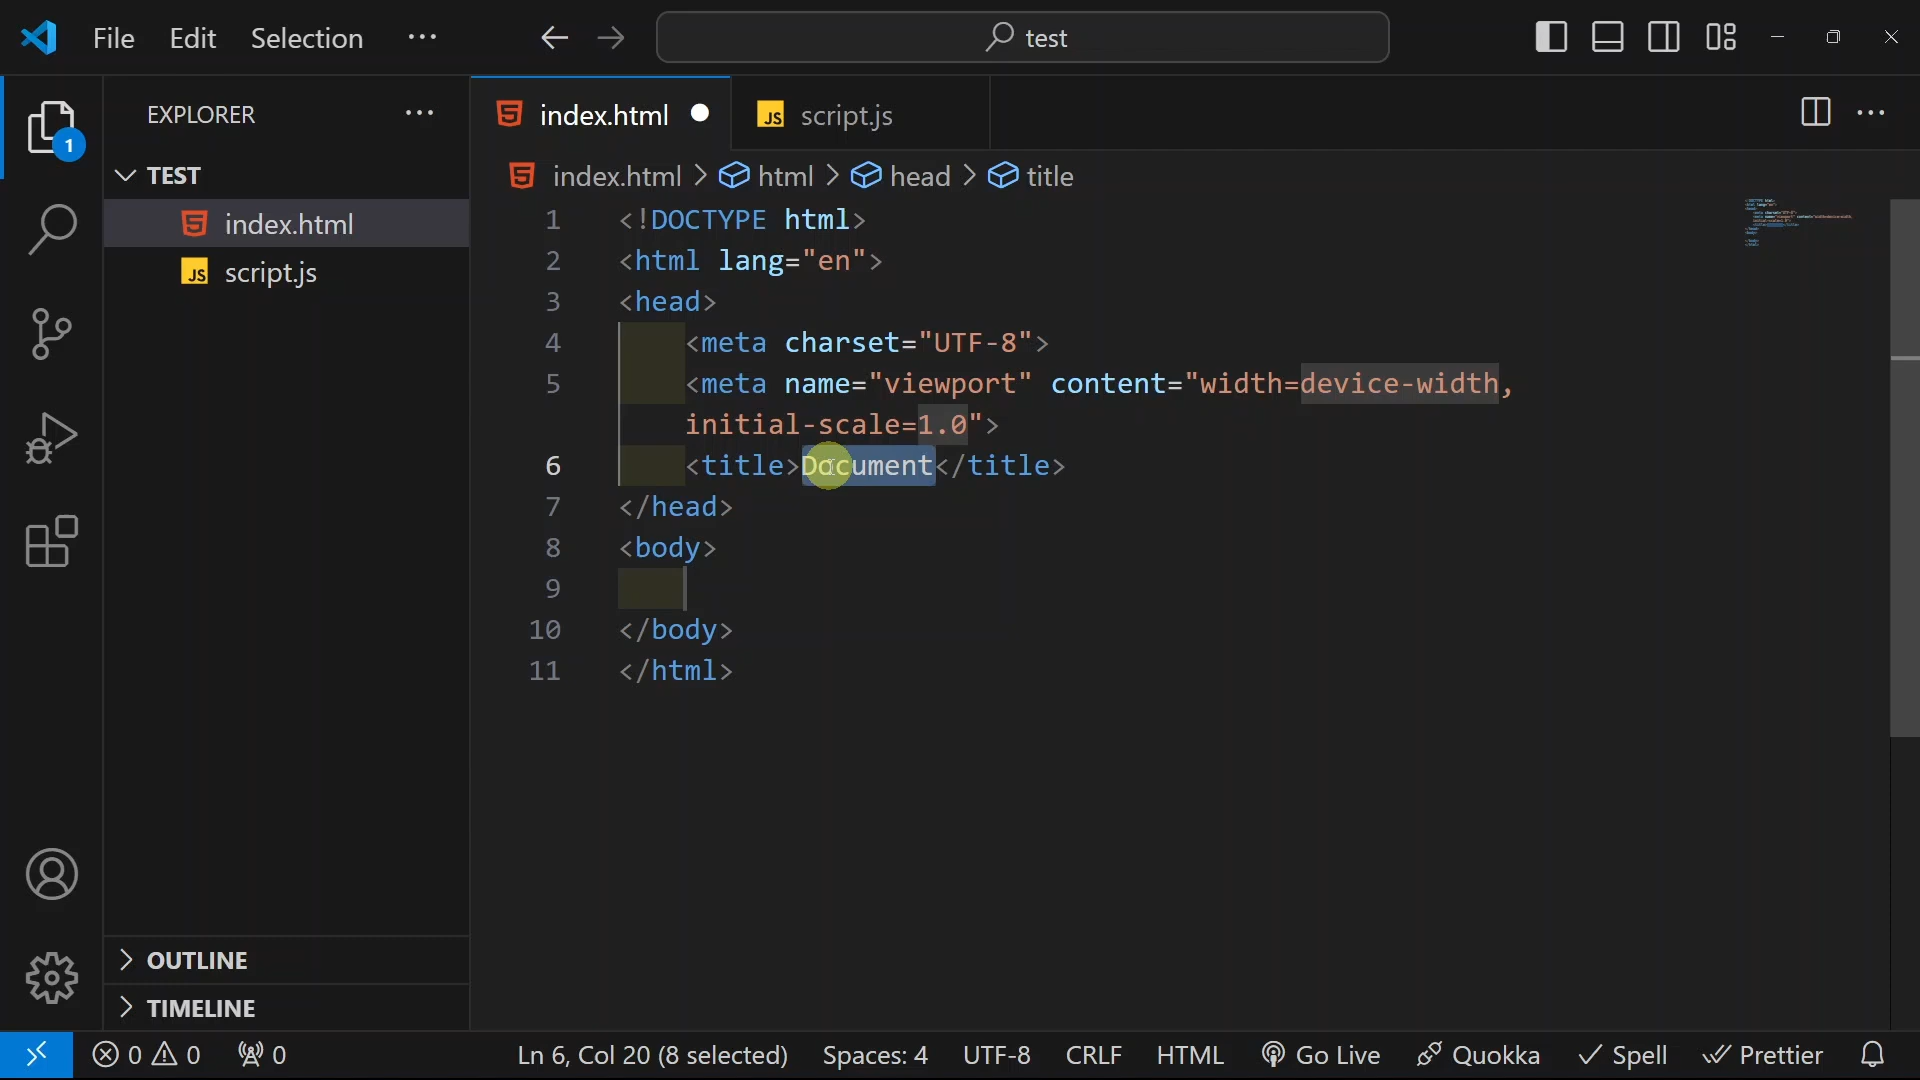 File Edit Selection ··· test
EXPLORER ···
index.html
JS script.js
···
TEST
index.html > html > head > title
index.html
JS script.js
1 <!DOCTYPE html>
2 <html lang="en">
3 <head>
4 <meta charset="UTF-8">
5 <meta name="viewport" content="width=device-width,
initial-scale=1.0">
6 <title>Document</title>
7 </head>
8 <body>
9
10 </body>
11 </html>
1
OUTLINE
TIMELINE
0 0 0 Ln 6, Col 20 (8 selected) Spaces: 4 UTF-8 CRLF HTML Go Live Quokka Spell Prettier